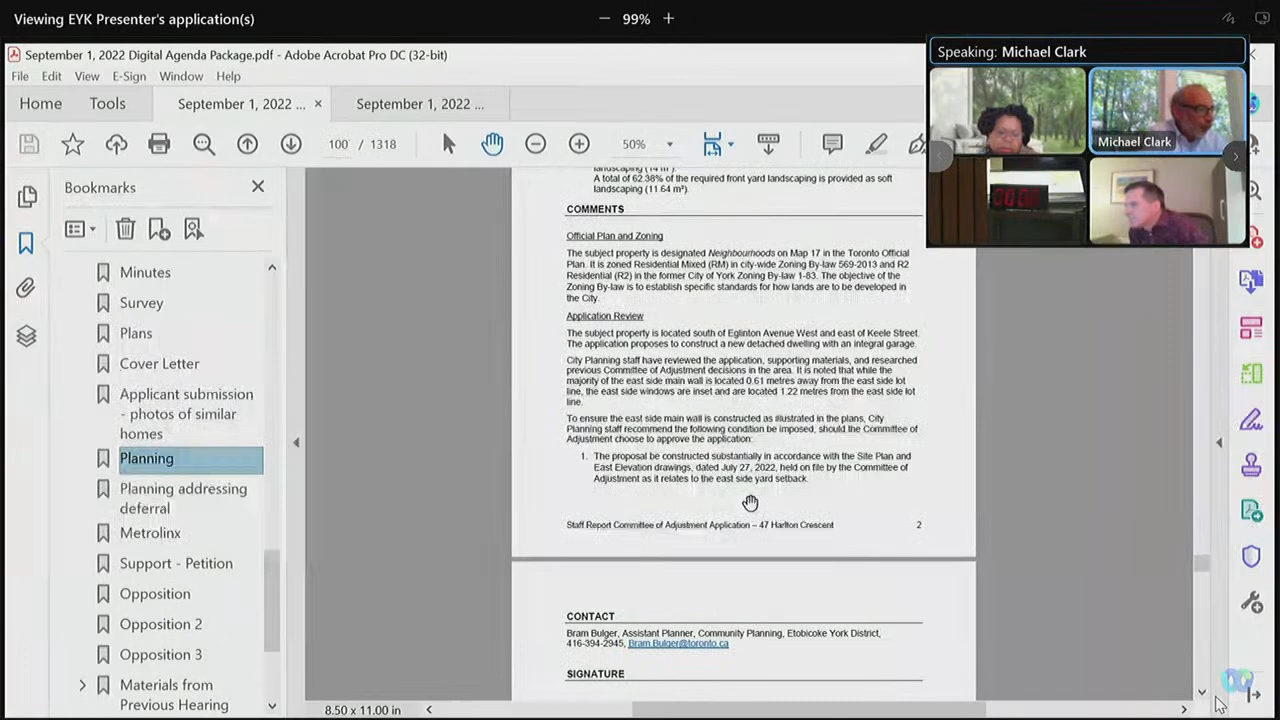 Viewing EYK Presenter's application(s)
99%
September 1, 2022 Digital Agenda Package.pdf - Adobe Acrobat Pro DC (32-bit)
Speaking: Michael Clark
File Edit View E-Sign Window Help
Home Tools September 1, 2022 ... × September 1, 2022 ...
100 / 1318 50%
Michael Clark
Bookmarks
Minutes
Survey
Plans
Cover Letter
Applicant submission
- photos of similar
homes
Planning
Planning addressing
deferral
Metrolinx
Support - Petition
Opposition
Opposition 2
Opposition 3
Materials from
Previous Hearing
landscaping (14 m²).
A total of 62.38% of the required front yard landscaping is provided as soft
landscaping (11.64 m²).
COMMENTS
Official Plan and Zoning
The subject property is designated Neighbourhoods on Map 17 in the Toronto Official
Plan. It is zoned Residential Mixed (RM) in city-wide Zoning By-law 569-2013 and R2
Residential (R2) in the former City of York Zoning By-law 1-83. The objective of the
Zoning By-law is to establish specific standards for how lands are to be developed in
the City.
Application Review
The subject property is located south of Eglinton Avenue West and east of Keele Street.
The application proposes to construct a new detached dwelling with an integral garage.
City Planning staff have reviewed the application, supporting materials, and researched
previous Committee of Adjustment decisions in the area. It is noted that while the
majority of the east side main wall is located 0.61 metres away from the east side lot
line, the east side windows are inset and are located 1.22 metres from the east side lot
line.
To ensure the east side main wall is constructed as illustrated in the plans, City
Planning staff recommend the following condition be imposed, should the Committee of
Adjustment choose to approve the application:
1. The proposal be constructed substantially in accordance with the Site Plan and
East Elevation drawings, dated July 27, 2022, held on file by the Committee of
Adjustment as it relates to the east side yard setback.
Staff Report Committee of Adjustment Application – 47 Harlton Crescent 2
CONTACT
Bram Bulger, Assistant Planner, Community Planning, Etobicoke York District,
416-394-2945, Bram.Bulger@toronto.ca
SIGNATURE
8.50 x 11.00 in